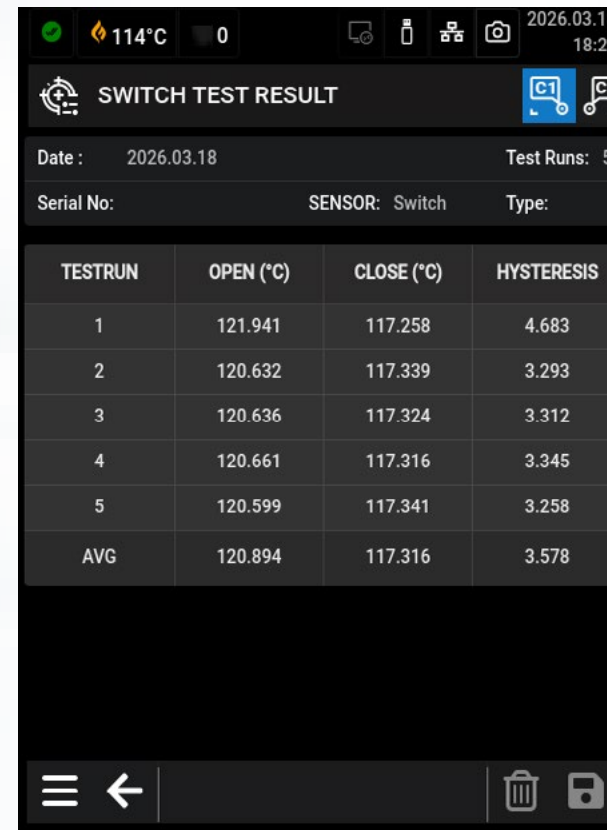 114°C 0 2026.03.1
18:2
SWITCH TEST RESULT C1 C
Date : 2026.03.18 Test Runs: 5
Serial No: SENSOR: Switch Type:
TESTRUN OPEN (°C) CLOSE (°C) HYSTERESIS
1 121.941 117.258 4.683
2 120.632 117.339 3.293
3 120.636 117.324 3.312
4 120.661 117.316 3.345
5 120.599 117.341 3.258
AVG 120.894 117.316 3.578